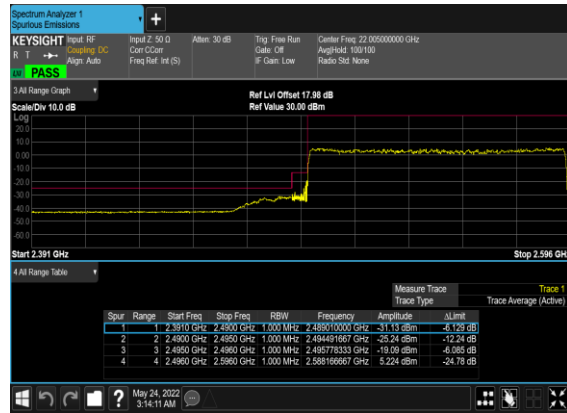 Spectrum Analyzer 1
Spurious Emissions
+
KEYSIGHT Input: RF Input Z: 50 Ω Atten: 30 dB Trig: Free Run Center Freq: 22.005000000 GHz
R T Coupling: DC Corr CCorr Gate: Off Avg|Hold: 100/100
Align: Auto Freq Ref: Int (S) IF Gain: Low Radio Std: None
PASS
3 All Range Graph
Ref Lvl Offset 17.98 dB
Scale/Div 10.0 dB Ref Value 30.00 dBm
Log
20.0
10.0
0.00
-10.0
-20.0
-30.0
-40.0
-50.0
-60.0
Start 2.391 GHz Stop 2.596 GHz
4 All Range Table
Measure Trace Trace 1
Trace Type Trace Average (Active)
Spur Range Start Freq Stop Freq RBW Frequency Amplitude ΔLimit
1 1 2.3910 GHz 2.4900 GHz 1.000 MHz 2.489010000 GHz -31.13 dBm -6.129 dB
2 2 2.4900 GHz 2.4950 GHz 1.000 MHz 2.494491667 GHz -25.24 dBm -12.24 dB
3 3 2.4950 GHz 2.4960 GHz 1.000 MHz 2.495778333 GHz -19.09 dBm -6.085 dB
4 4 2.4960 GHz 2.5960 GHz 1.000 MHz 2.588166667 GHz 5.224 dBm -24.78 dB
? May 24, 2022
3:14:11 AM